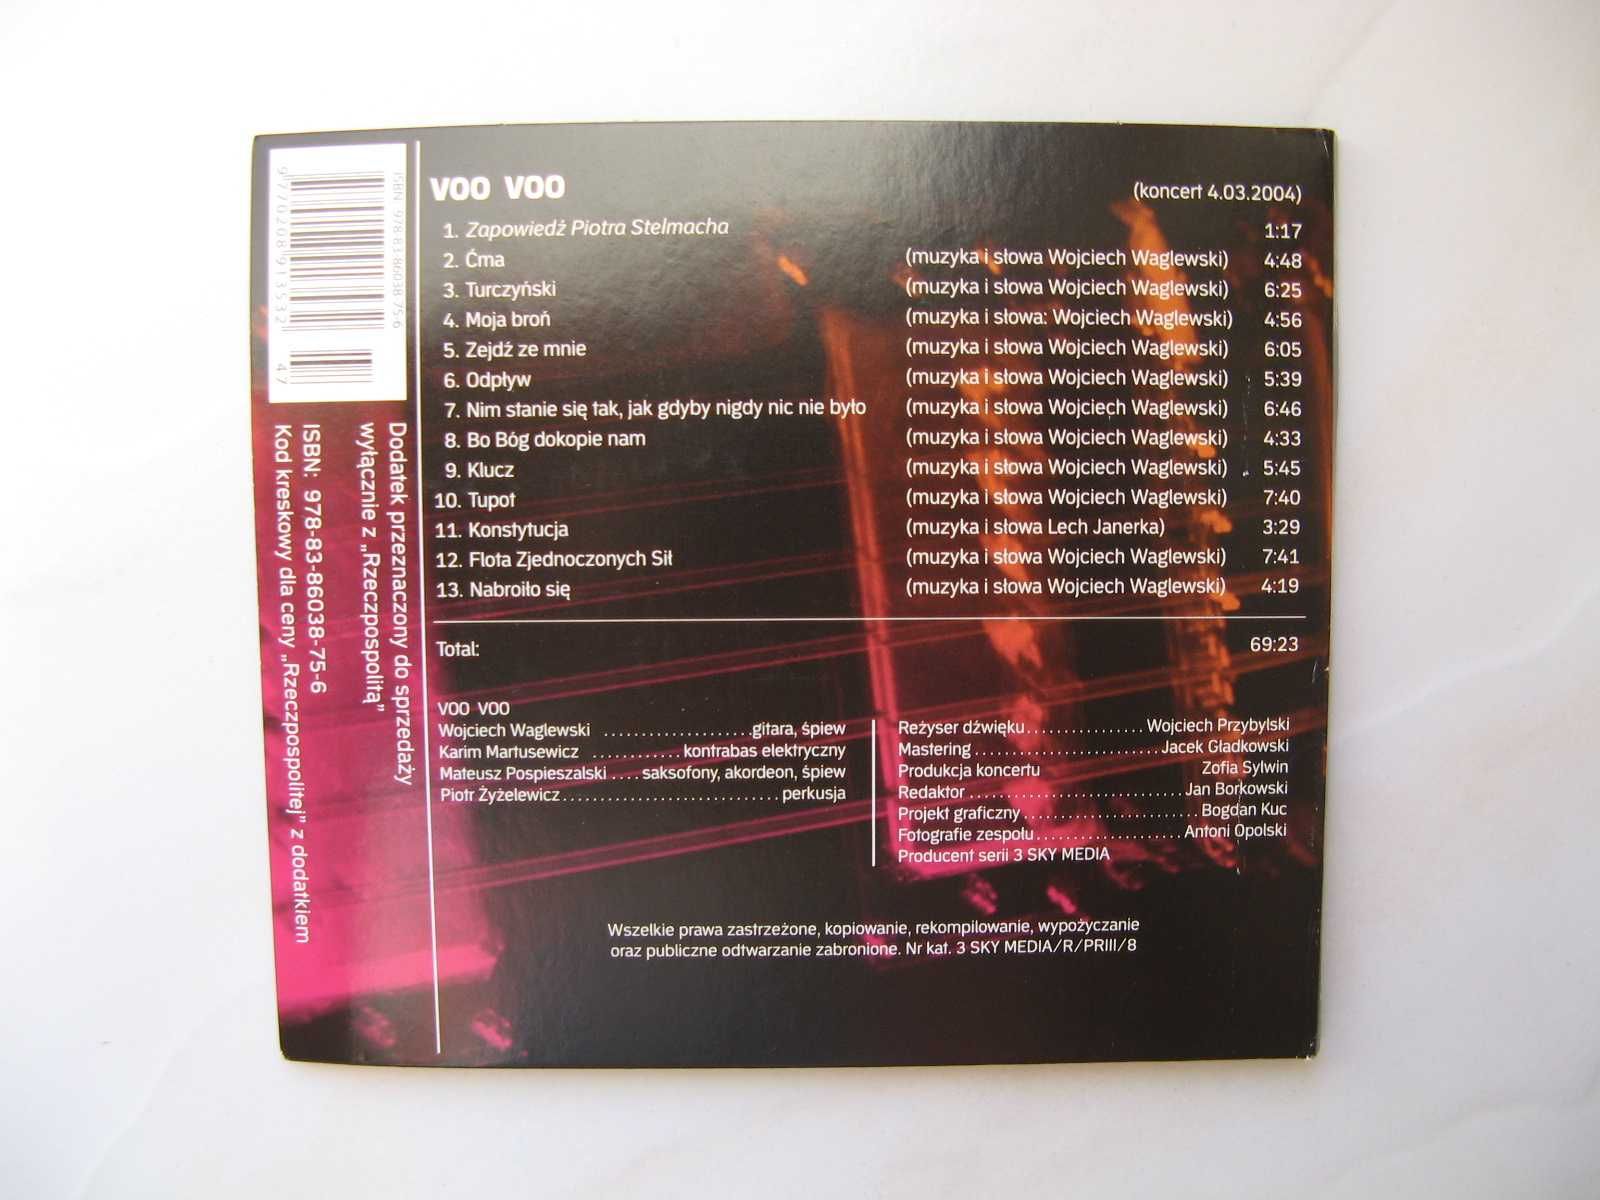 VOO VOO (koncert 4.03.2004)
1. Zapowiedź Piotra Stelmacha 1:17
2. Ćma (muzyka i słowa Wojciech Waglewski) 4:48
3. Turczyński (muzyka i słowa Wojciech Waglewski) 6:25
4. Moja broń (muzyka i słowa: Wojciech Waglewski) 4:56
5. Zejdź ze mnie (muzyka i słowa Wojciech Waglewski) 6:05
6. Odpływ (muzyka i słowa Wojciech Waglewski) 5:39
7. Nim stanie się tak, jak gdyby nigdy nic nie było (muzyka i słowa Wojciech Waglewski) 6:46
8. Bo Bóg dokopie nam (muzyka i słowa Wojciech Waglewski) 4:33
9. Klucz (muzyka i słowa Wojciech Waglewski) 5:45
10. Tupot (muzyka i słowa Wojciech Waglewski) 7:40
11. Konstytucja (muzyka i słowa Lech Janerka) 3:29
12. Flota Zjednoczonych Sił (muzyka i słowa Wojciech Waglewski) 7:41
13. Nabroiło się (muzyka i słowa Wojciech Waglewski) 4:19
Total: 69:23
VOO VOO
Wojciech Waglewski ....................gitara, śpiew
Karim Martusewicz ............kontrabas elektryczny
Mateusz Pospieszalski ....saksofony, akordeon, śpiew
Piotr Żyżelewicz............................perkusja
Reżyser dźwięku................Wojciech Przybylski
Mastering........................Jacek Gładkowski
Produkcja koncertu Zofia Sylwin
Redaktor............................Jan Borkowski
Projekt graficzny.......................Bogdan Kuc
Fotografie zespołu...................Antoni Opolski
Producent serii 3 SKY MEDIA
Wszelkie prawa zastrzeżone, kopiowanie, rekompilowanie, wypożyczanie
oraz publiczne odtwarzanie zabronione. Nr kat. 3 SKY MEDIA/R/PRIII/8
ISBN 978-83-86038-75-6
9 770208 913532
47
Dodatek przeznaczony do sprzedaży
wyłącznie z „Rzeczpospolitą"
ISBN: 978-83-86038-75-6
Kod kreskowy dla ceny „Rzeczpospolitej" z dodatkiem